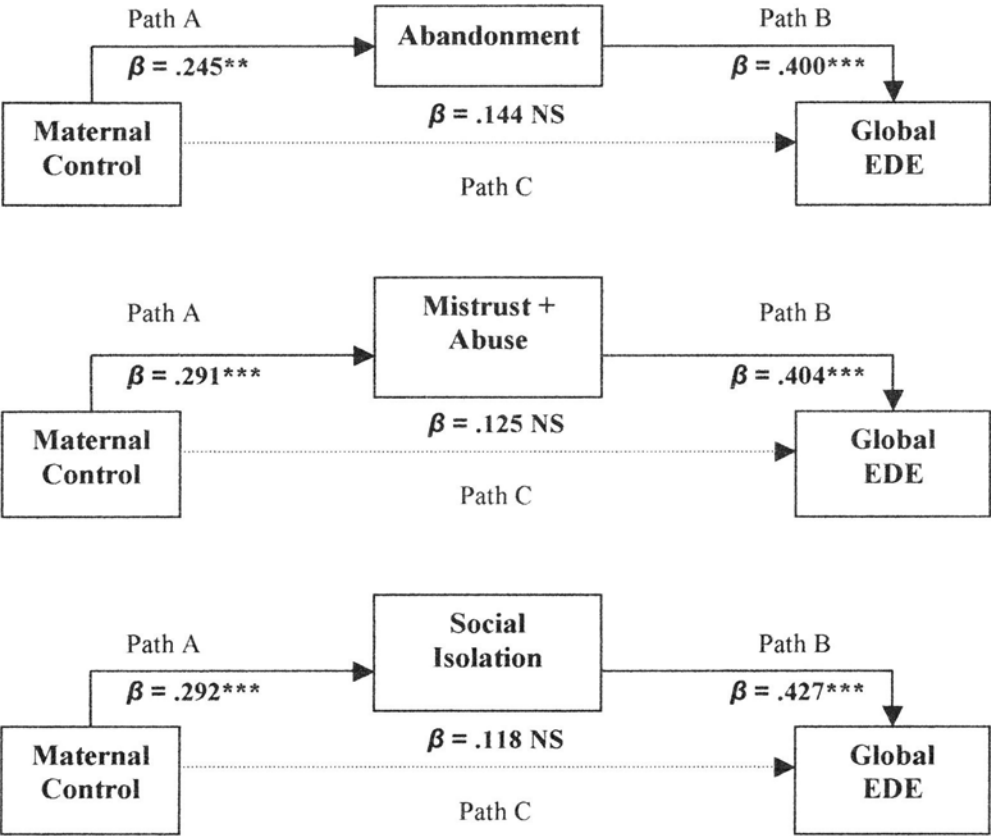 Path A
Abandonment
Path B
β = .245**
β = .400***
Maternal
Control
β = .144 NS
Global
EDE
Path C
Path A
Mistrust +
Abuse
Path B
β = .291***
β = .404***
Maternal
Control
β = .125 NS
Global
EDE
Path C
Path A
Social
Isolation
Path B
β = .292***
β = .427***
Maternal
Control
β = .118 NS
Global
EDE
Path C